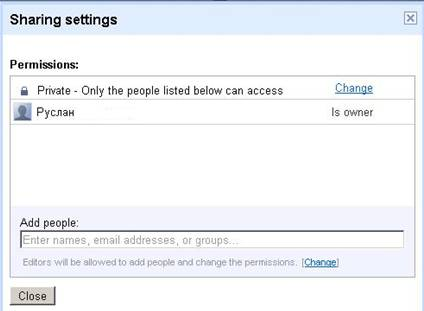 Sharing settings
Permissions:
Private - Only the people listed below can access Change
Руслан Is owner
Add people:
Enter names, email addresses, or groups...
Editors will be allowed to add people and change the permissions. [Change]
Close